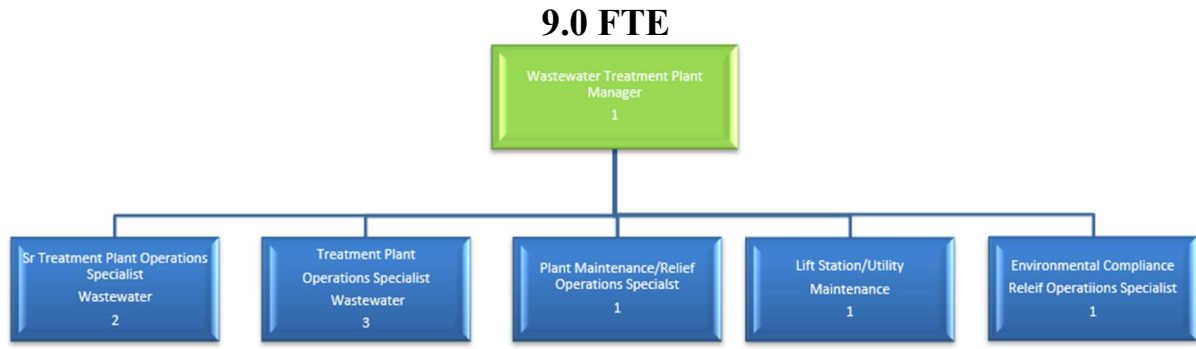 9.0 FTE
Wastewater Treatment Plant
Manager
1
Sr Treatment Plant Operations
Specialist
Wastewater
2
Treatment Plant
Operations Specialist
Wastewater
3
Plant Maintenance/Relief
Operations Specialst
1
Lift Station/Utility
Maintenance
1
Environmental Compliance
Releif Operatiions Specialist
1